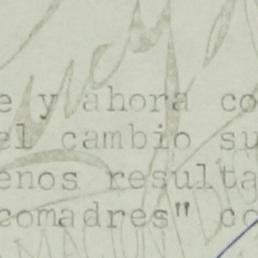 e y ahora co
el cambio su
enos resulta
comadres" co